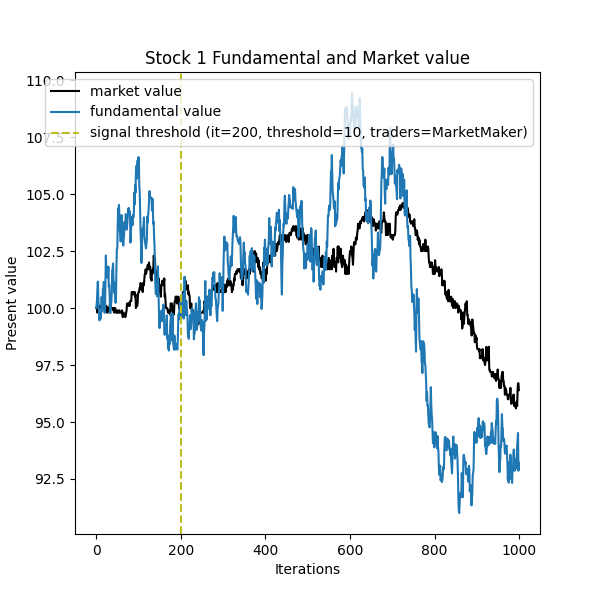 Stock 1 Fundamental and Market value
market value
fundamental value
signal threshold (it=200, threshold=10, traders=MarketMaker)
110.0
107.5
105.0
102.5
100.0
97.5
95.0
92.5
Present value
0 200 400 600 800 1000
Iterations